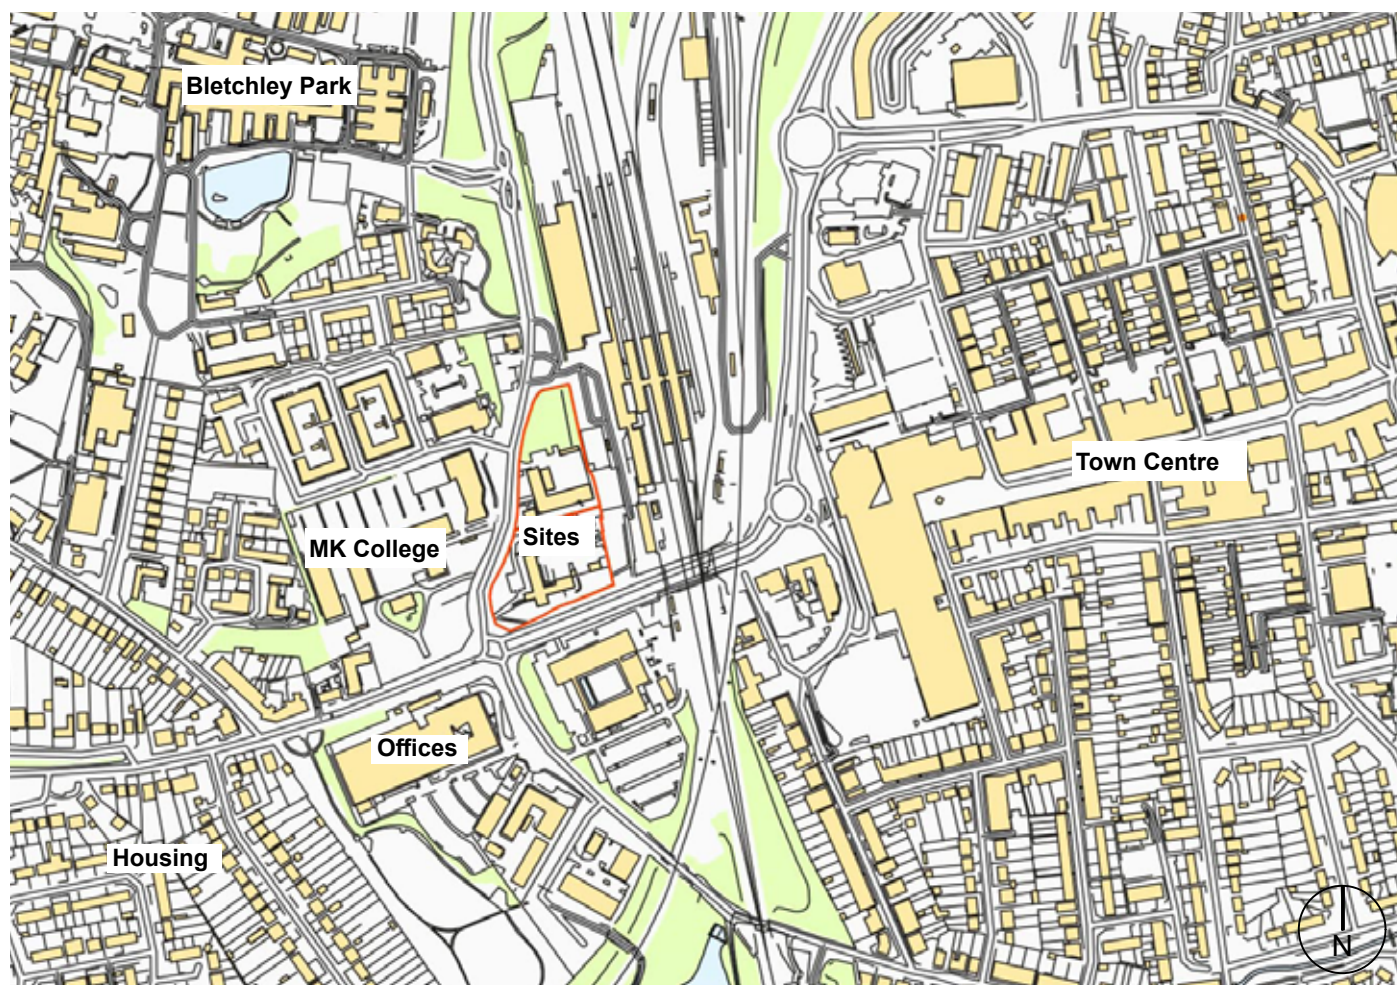 Bletchley Park
Town Centre
Sites
MK College
Offices
Housing
N